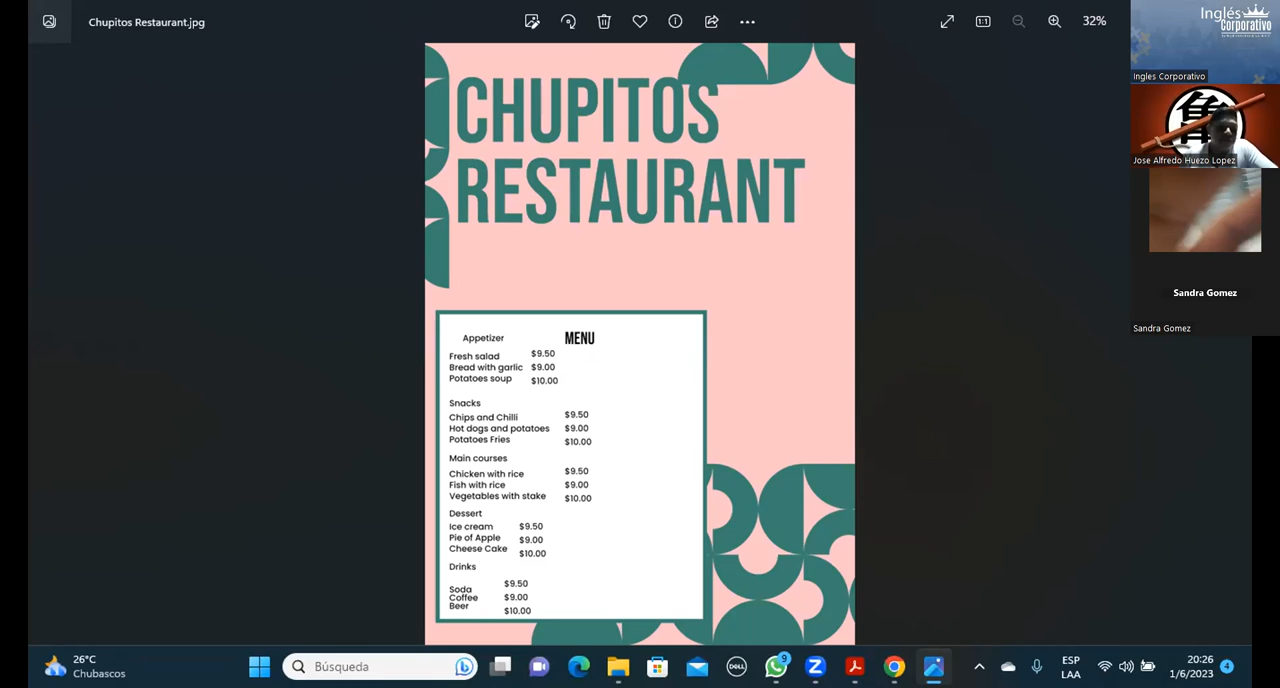 Chupitos Restaurant.jpg
32%
Inglés
Corporativo
Ingles Corporativo
Jose Alfredo Huezo Lopez
Sandra Gomez
Sandra Gomez
CHUPITOS
RESTAURANT
MENU
Appetizer
Fresh salad $9.50
Bread with garlic $9.00
Potatoes soup $10.00
Snacks
Chips and Chilli $9.50
Hot dogs and potatoes $9.00
Potatoes Fries $10.00
Main courses
Chicken with rice $9.50
Fish with rice $9.00
Vegetables with stake $10.00
Dessert
Ice cream $9.50
Pie of Apple $9.00
Cheese Cake $10.00
Drinks
Soda $9.50
Coffee $9.00
Beer $10.00
26°C
Chubascos
Búsqueda
DELL
9
Z
ESP
LAA
20:26
1/6/2023
4